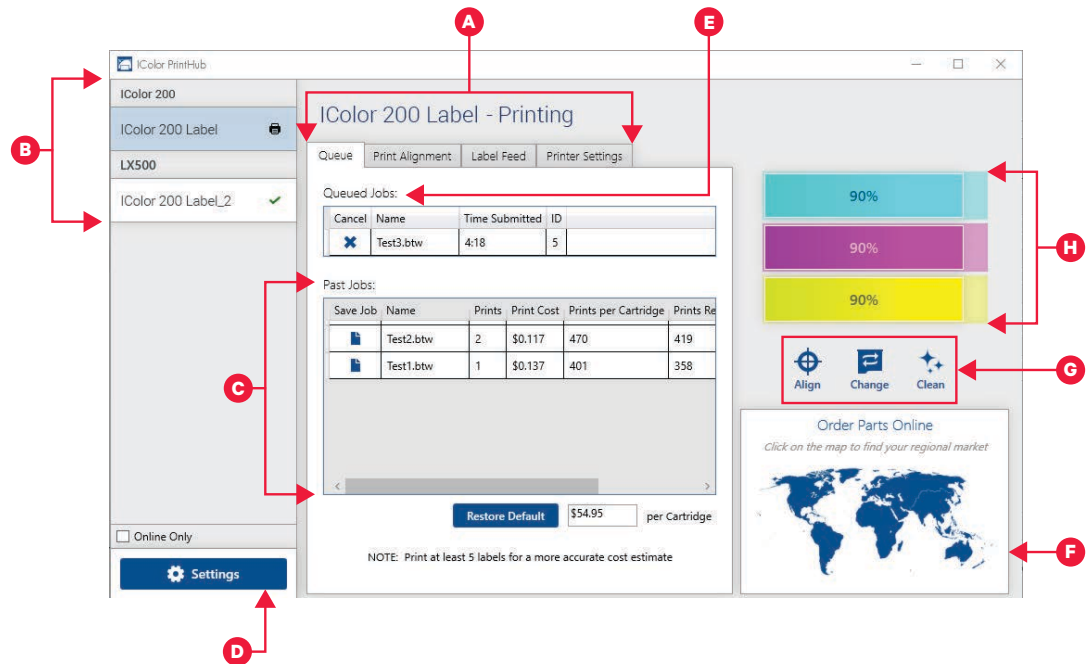 A
E
IColor PrintHub
IColor 200
IColor 200 Label
B
LX500
IColor 200 Label_2
IColor 200 Label - Printing
Queue Print Alignment Label Feed Printer Settings
Queued Jobs:
Cancel Name Time Submitted ID
Test3.btw 4:18 5
Past Jobs:
Save Job Name Prints Print Cost Prints per Cartridge Prints Re
Test2.btw 2 $0.117 470 419
Test1.btw 1 $0.137 401 358
C
Restore Default $54.95 per Cartridge
NOTE: Print at least 5 labels for a more accurate cost estimate
90%
90%
90%
H
Align Change Clean
G
Order Parts Online
Click on the map to find your regional market
F
Online Only
Settings
D